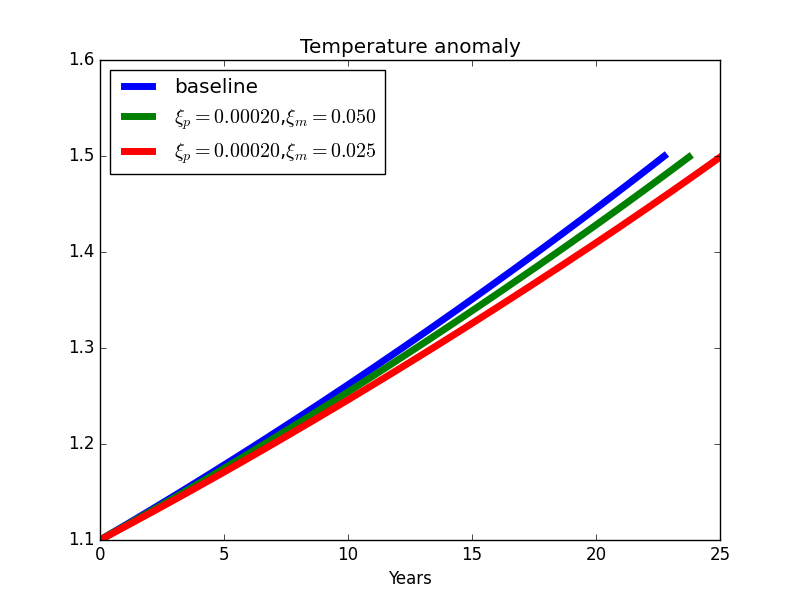 Temperature anomaly
1.6
baseline
ξp = 0.00020,ξm = 0.050
ξp = 0.00020,ξm = 0.025
1.5
1.4
1.3
1.2
1.1
0 5 10 15 20 25
Years